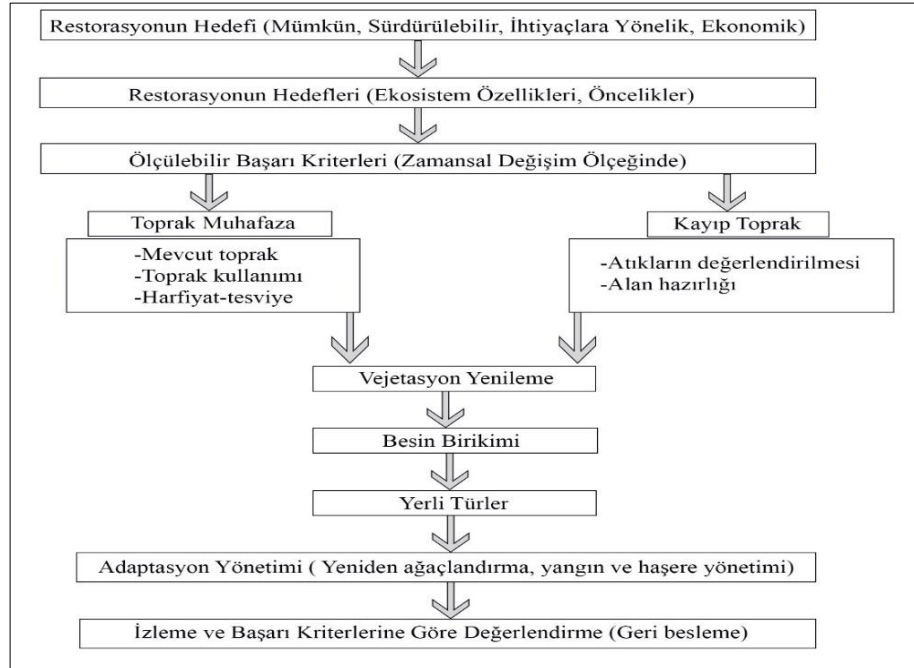 Restorasyonun Hedefi (Mümkün, Sürdürülebilir, İhtiyaçlara Yönelik, Ekonomik)
Restorasyonun Hedefleri (Ekosistem Özellikleri, Öncelikler)
Ölçülebilir Başarı Kriterleri (Zamansal Değişim Ölçeğinde)
Toprak Muhafaza
-Mevcut toprak
-Toprak kullanımı
-Harfiyat-tesviye
Kayıp Toprak
-Atıkların değerlendirilmesi
-Alan hazırlığı
Vejetasyon Yenileme
Besin Birikimi
Yerli Türler
Adaptasyon Yönetimi ( Yeniden ağaçlandırma, yangın ve haşere yönetimi)
İzleme ve Başarı Kriterlerine Göre Değerlendirme (Geri besleme)